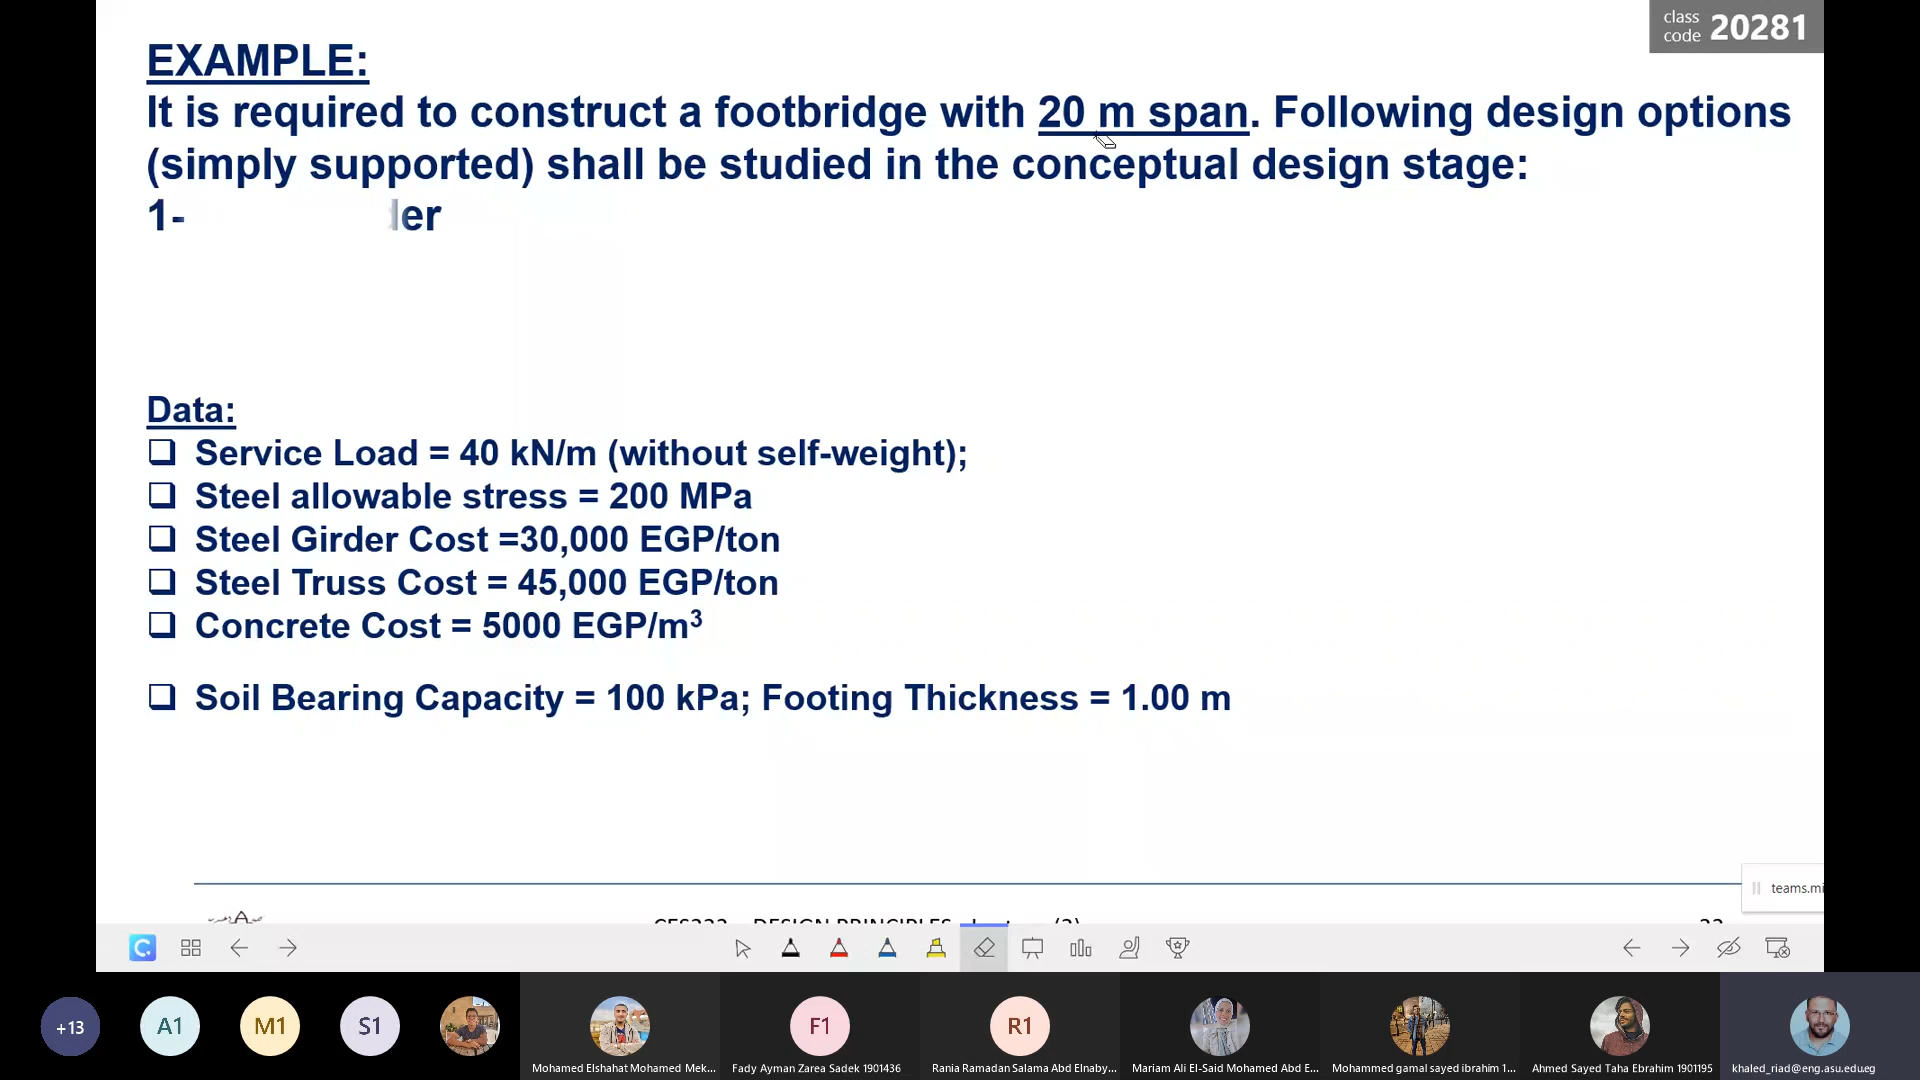 class
code 20281
EXAMPLE:
It is required to construct a footbridge with 20 m span. Following design options
(simply supported) shall be studied in the conceptual design stage:
1- er
Data:
❑ Service Load = 40 kN/m (without self-weight);
❑ Steel allowable stress = 200 MPa
❑ Steel Girder Cost =30,000 EGP/ton
❑ Steel Truss Cost = 45,000 EGP/ton
❑ Concrete Cost = 5000 EGP/m³
❑ Soil Bearing Capacity = 100 kPa; Footing Thickness = 1.00 m
teams.mi
DESIGN PRINCIPLES
+13
A1
M1
S1
F1
R1
Mohamed Elshahat Mohamed Mek...
Fady Ayman Zarea Sadek 1901436
Rania Ramadan Salama Abd Elnaby...
Mariam Ali El-Said Mohamed Abd E...
Mohammed gamal sayed ibrahim 1...
Ahmed Sayed Taha Ebrahim 1901195
khaled_riad@eng.asu.edu.eg